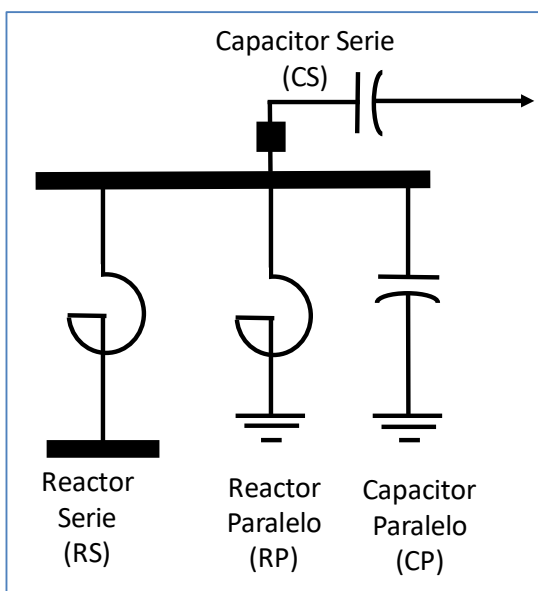 Capacitor Serie
(CS)
Reactor
Serie
(RS)
Reactor
Paralelo
(RP)
Capacitor
Paralelo
(CP)